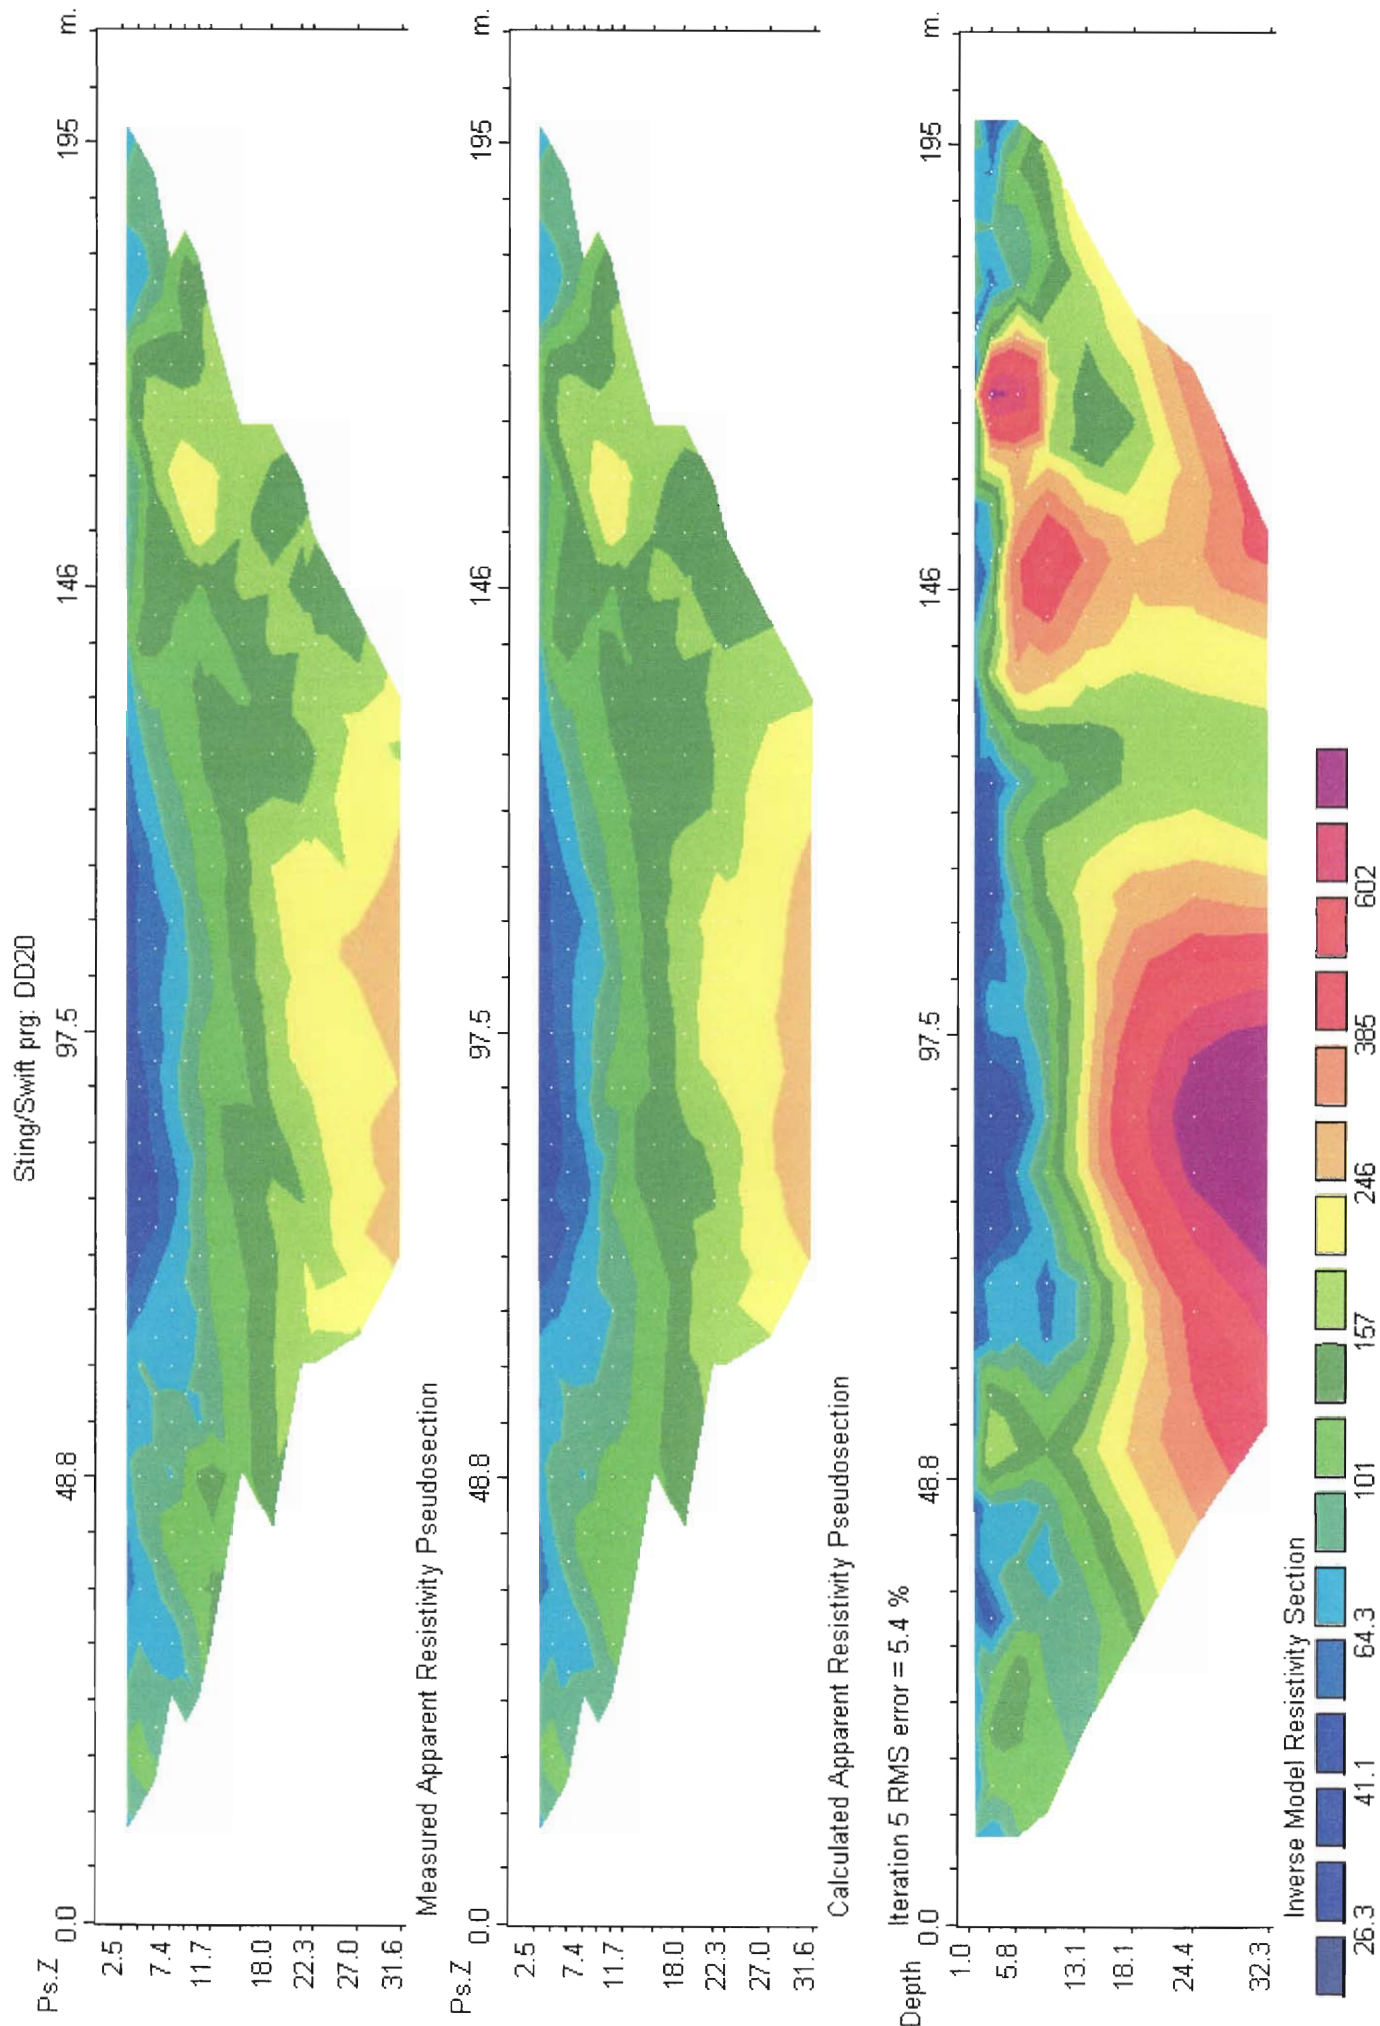 Sting/Swift prg: DD20
Ps.Z 0.0 48.8 97.5 146 195 m.
2.5
7.4
11.7
18.0
22.3
27.0
31.6
Measured Apparent Resistivity Pseudosection
Ps.Z 0.0 48.8 97.5 146 195 m.
2.5
7.4
11.7
18.0
22.3
27.0
31.6
Calculated Apparent Resistivity Pseudosection
Depth Iteration 5 RMS error = 5.4 %
0.0 48.8 97.5 146 195 m.
1.0
5.8
13.1
18.1
24.4
32.3
Inverse Model Resistivity Section
26.3 41.1 64.3 101 157 246 385 602